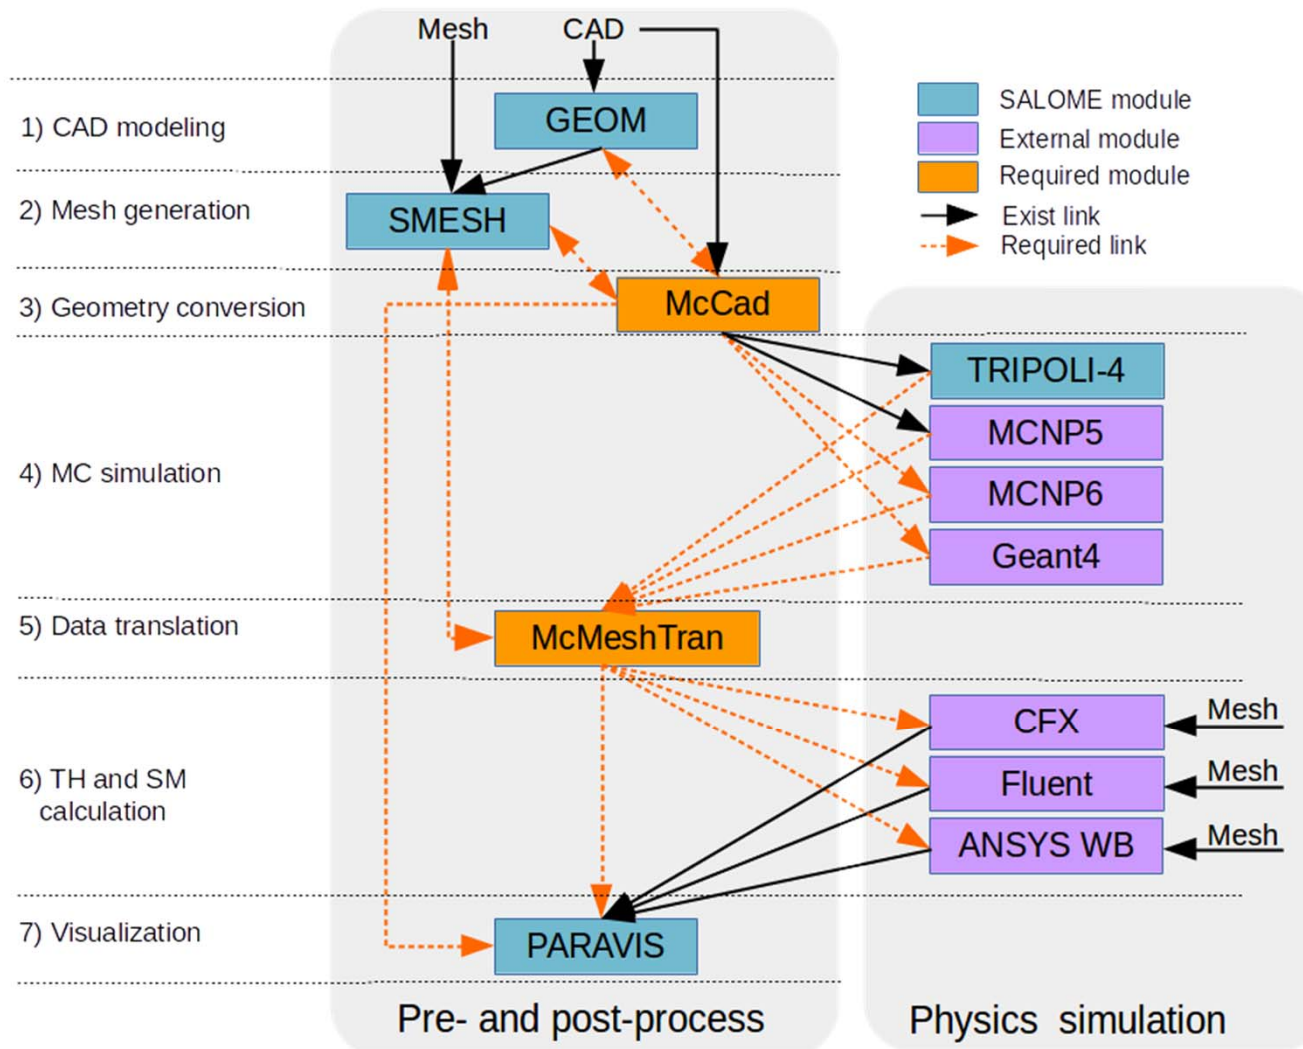 Mesh
CAD
1) CAD modeling
GEOM
SALOME module
External module
Required module
Exist link
Required link
2) Mesh generation
SMESH
3) Geometry conversion
McCad
4) MC simulation
TRIPOLI-4
MCNP5
MCNP6
Geant4
5) Data translation
McMeshTran
6) TH and SM
calculation
CFX
Mesh
Fluent
Mesh
ANSYS WB
Mesh
7) Visualization
PARAVIS
Pre- and post-process
Physics simulation